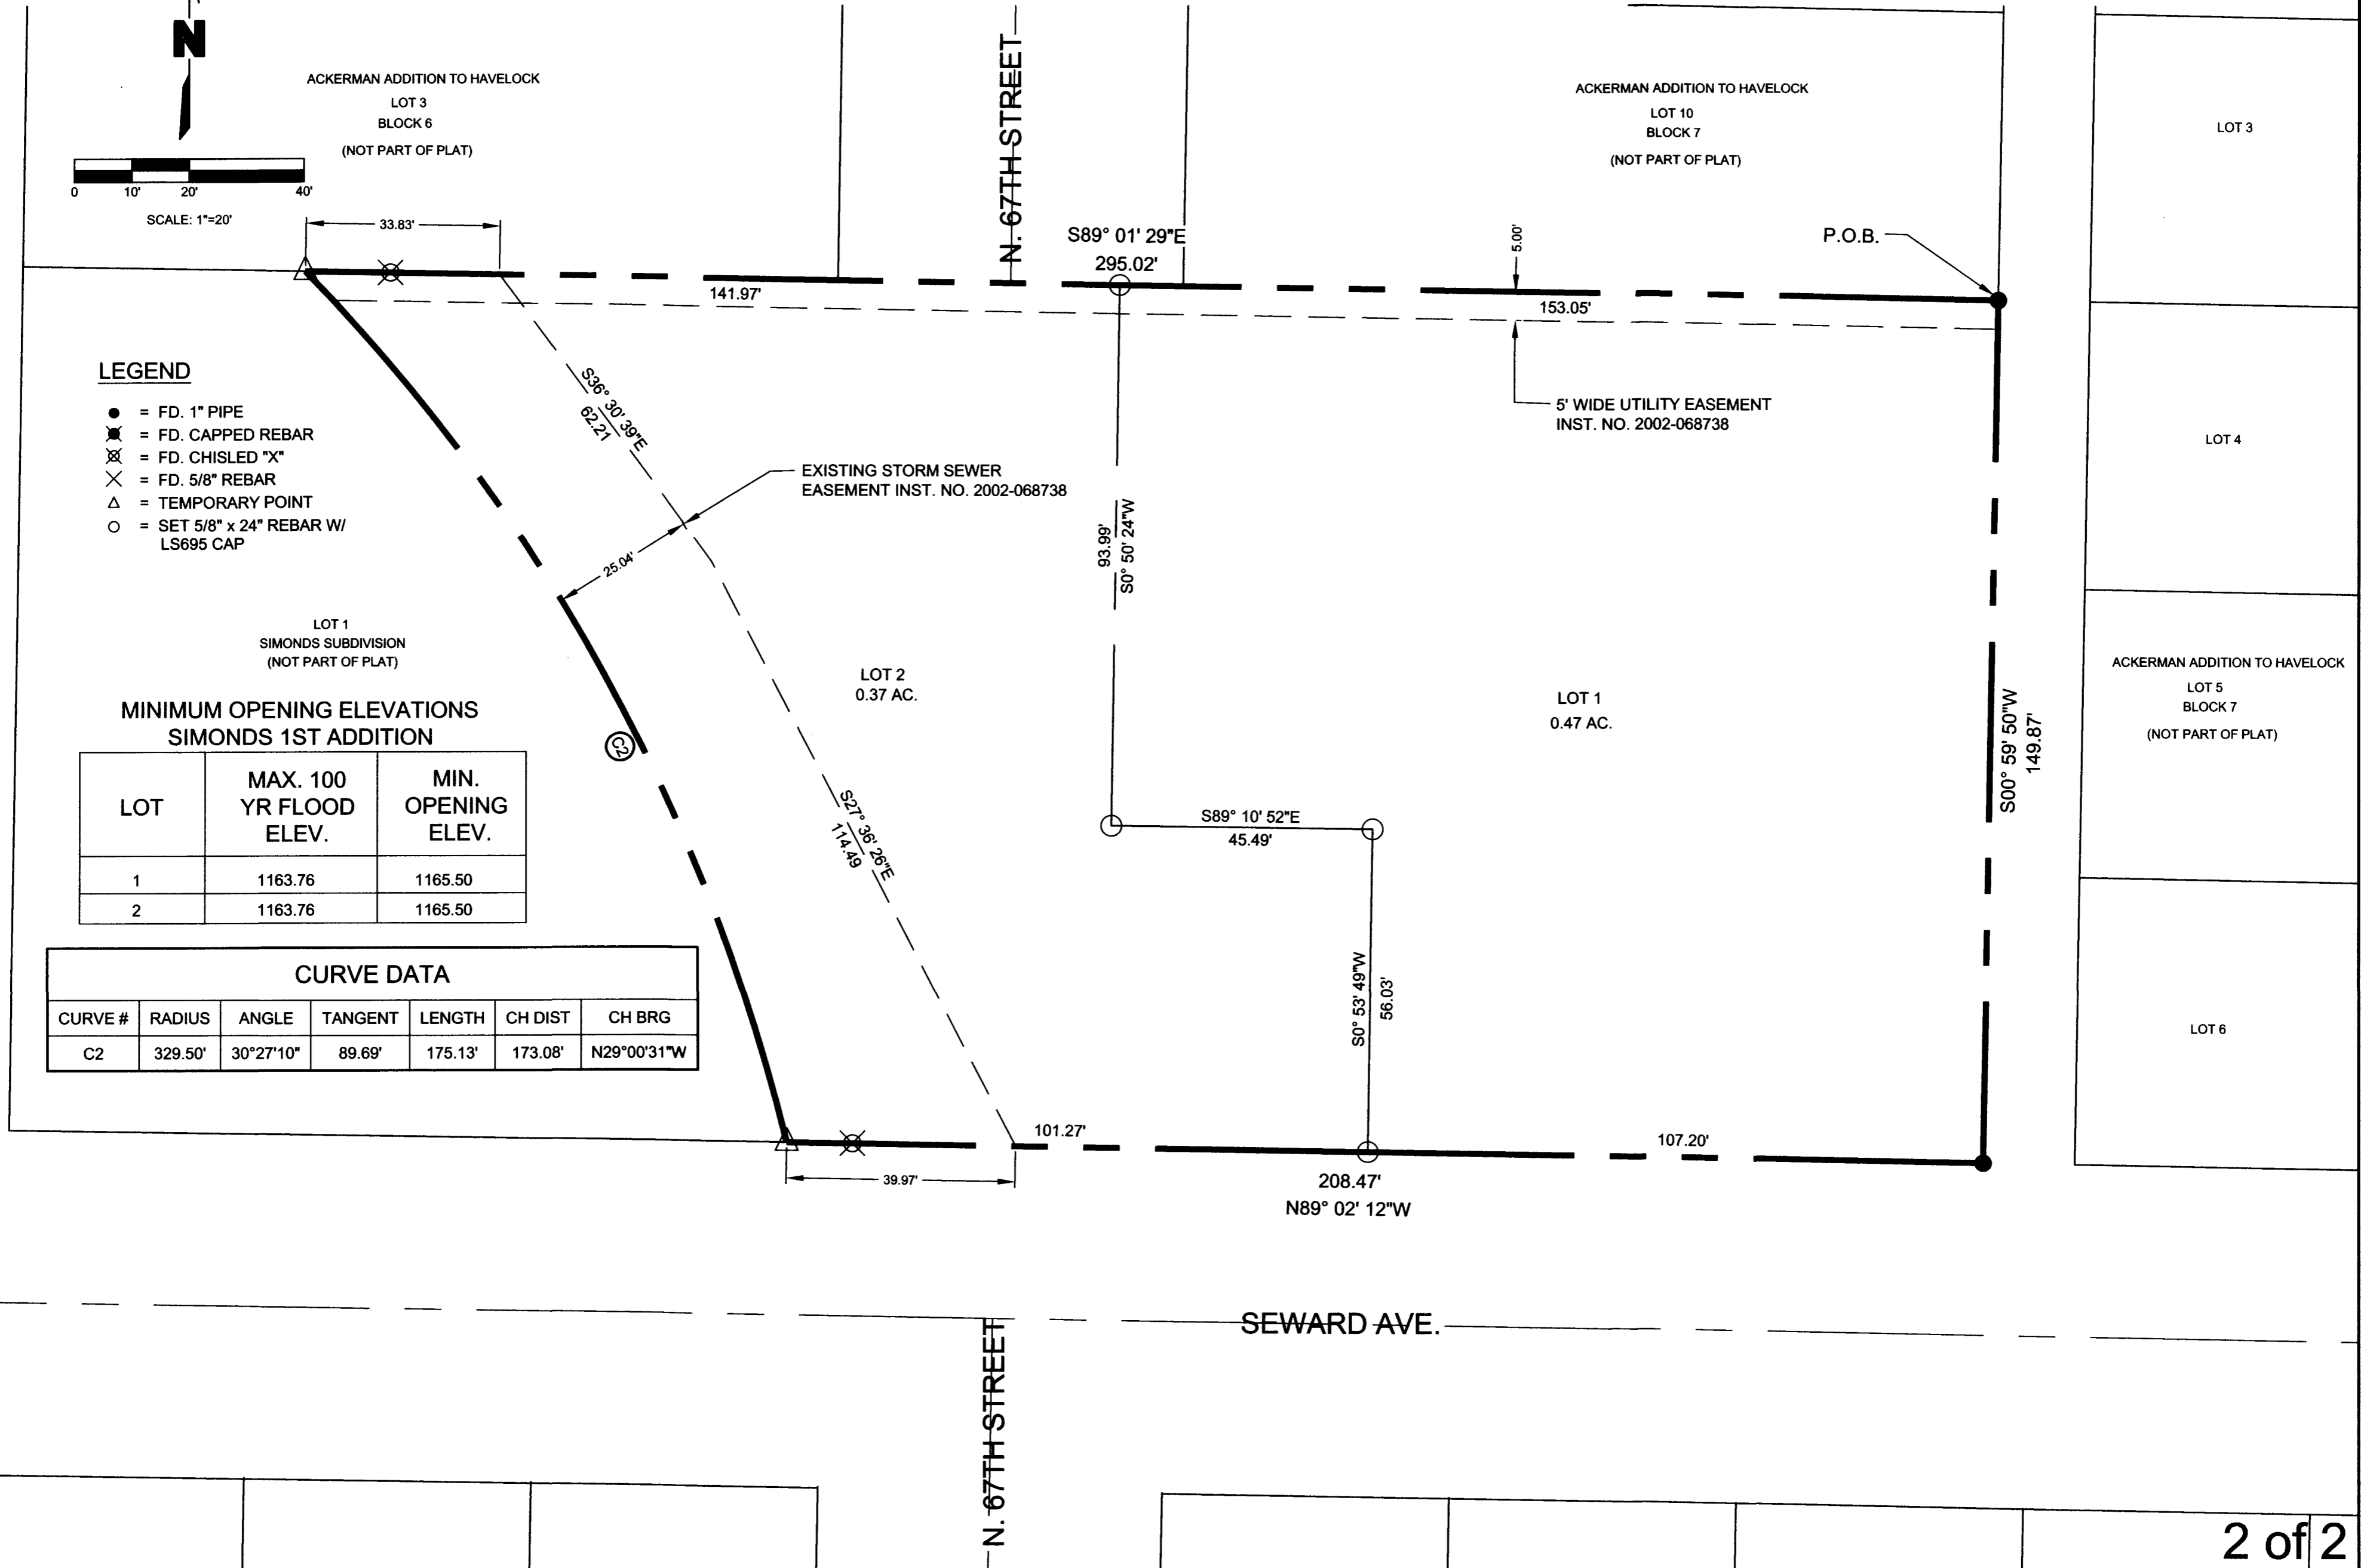 N
ACKERMAN ADDITION TO HAVELOCK
LOT 3
BLOCK 6
(NOT PART OF PLAT)
0 10' 20' 40'
SCALE: 1"=20'
N. 67TH STREET
ACKERMAN ADDITION TO HAVELOCK
LOT 10
BLOCK 7
(NOT PART OF PLAT)
LOT 3
33.83'
S89° 01' 29"E
295.02'
5.00'
P.O.B.
141.97'
153.05'
LEGEND
= FD. 1" PIPE
= FD. CAPPED REBAR
= FD. CHISLED "X"
= FD. 5/8" REBAR
= TEMPORARY POINT
= SET 5/8" x 24" REBAR W/
LS695 CAP
S36° 30' 39"E
62.21
5' WIDE UTILITY EASEMENT
INST. NO. 2002-068738
LOT 4
EXISTING STORM SEWER
EASEMENT INST. NO. 2002-068738
25.04'
93.99'
S0° 50' 24"W
LOT 1
SIMONDS SUBDIVISION
(NOT PART OF PLAT)
LOT 2
0.37 AC.
LOT 1
0.47 AC.
S00° 59' 50"W
149.87'
ACKERMAN ADDITION TO HAVELOCK
LOT 5
BLOCK 7
(NOT PART OF PLAT)
C2
MINIMUM OPENING ELEVATIONS
SIMONDS 1ST ADDITION
LOT
MAX. 100
YR FLOOD
ELEV.
MIN.
OPENING
ELEV.
1 1163.76 1165.50
2 1163.76 1165.50
S27° 36' 26"E
114.49
S89° 10' 52"E
45.49'
S0° 53' 49"W
56.03'
CURVE DATA
CURVE # RADIUS ANGLE TANGENT LENGTH CH DIST CH BRG
C2 329.50' 30°27'10" 89.69' 175.13' 173.08' N29°00'31"W
LOT 6
101.27'
107.20'
39.97'
208.47'
N89° 02' 12"W
SEWARD AVE.
N. 67TH STREET
2 of 2